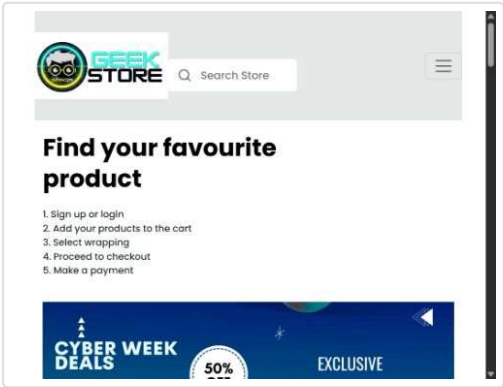 GEEK
STORE
Search Store
Find your favourite
product
1. Sign up or login
2. Add your products to the cart
3. Select wrapping
4. Proceed to checkout
5. Make a payment
CYBER WEEK
DEALS
50%
OFF
EXCLUSIVE